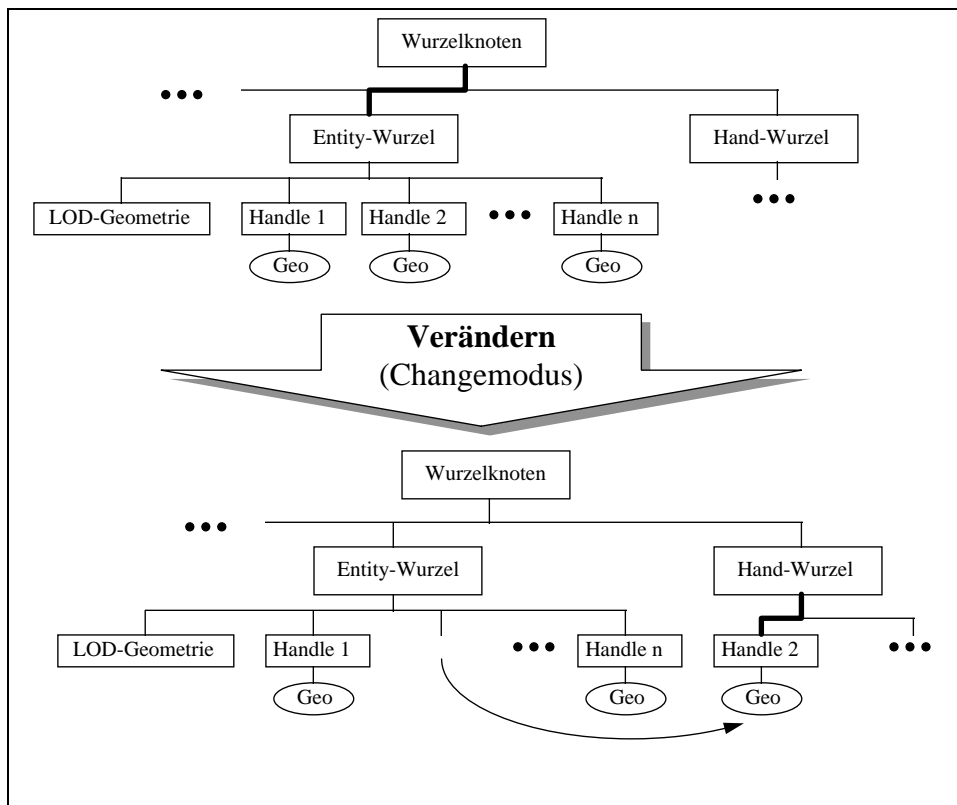 Wurzelknoten
Entity-Wurzel
Hand-Wurzel
LOD-Geometrie
Handle 1
Handle 2
Handle n
Geo
Geo
Geo
Verändern
(Changemodus)
Wurzelknoten
Entity-Wurzel
Hand-Wurzel
LOD-Geometrie
Handle 1
Handle n
Handle 2
Geo
Geo
Geo